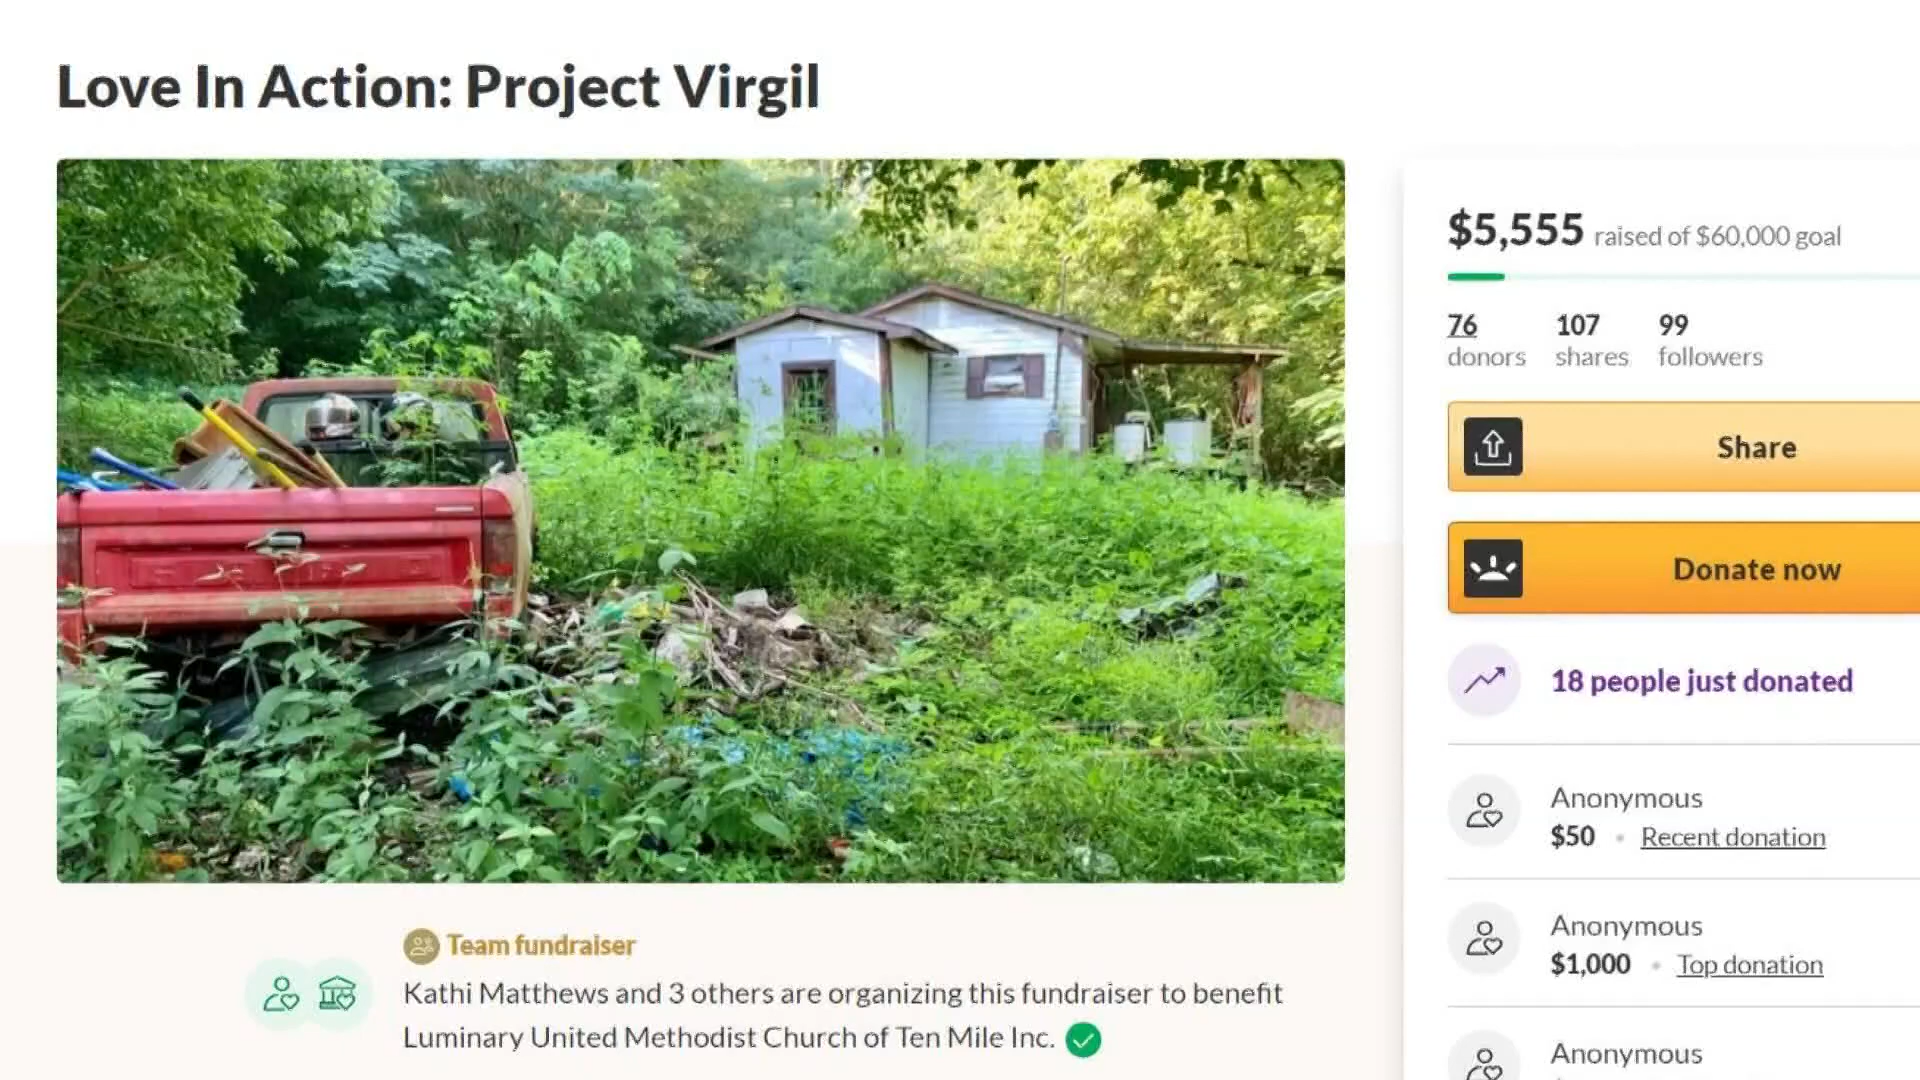 Love In Action: Project Virgil
$5,555 raised of $60,000 goal
76 107 99
donors shares followers
Share
Donate now
18 people just donated
Anonymous
$50 • Recent donation
Anonymous
$1,000 • Top donation
Anonymous
Team fundraiser
Kathi Matthews and 3 others are organizing this fundraiser to benefit
Luminary United Methodist Church of Ten Mile Inc.